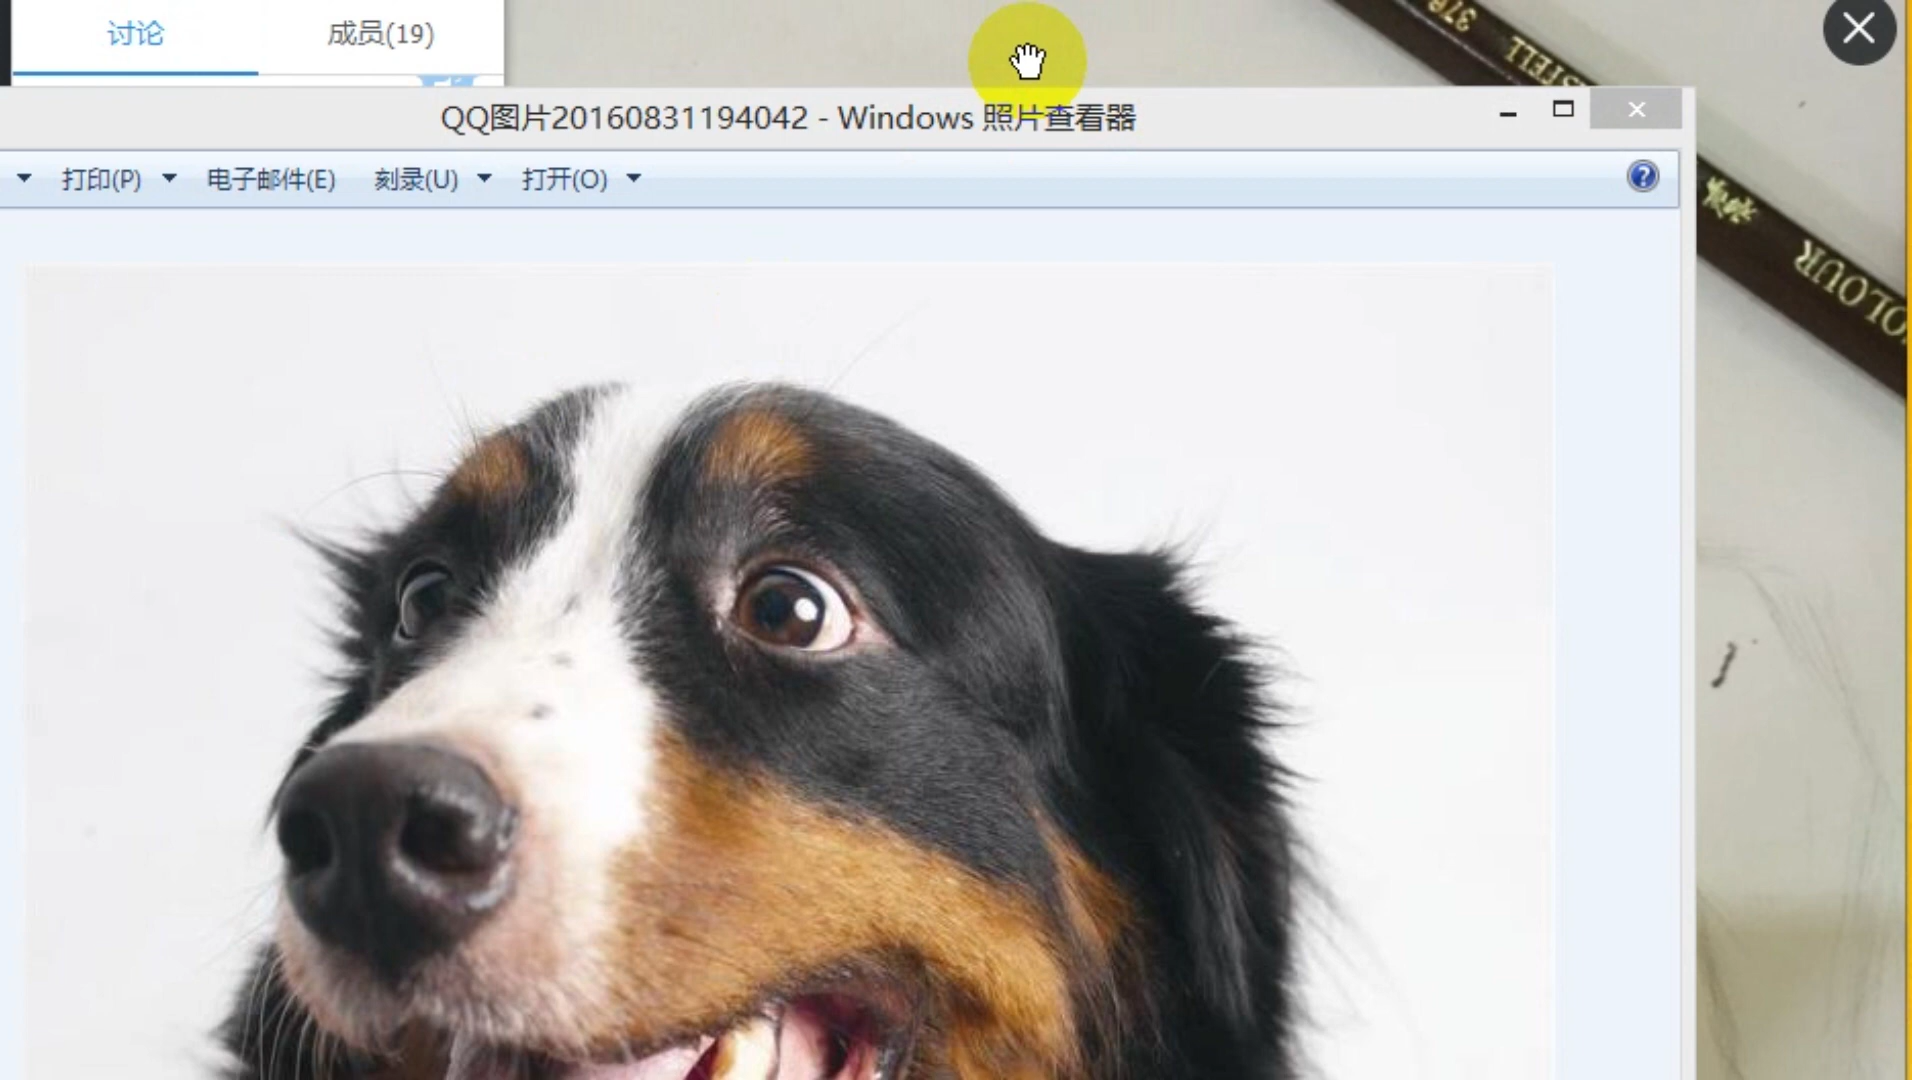 讨论
成员(19)
QQ图片20160831194042 - Windows 照片查看器
打印(P)
电子邮件(E)
刻录(U)
打开(O)
378
STELL
OLOUR